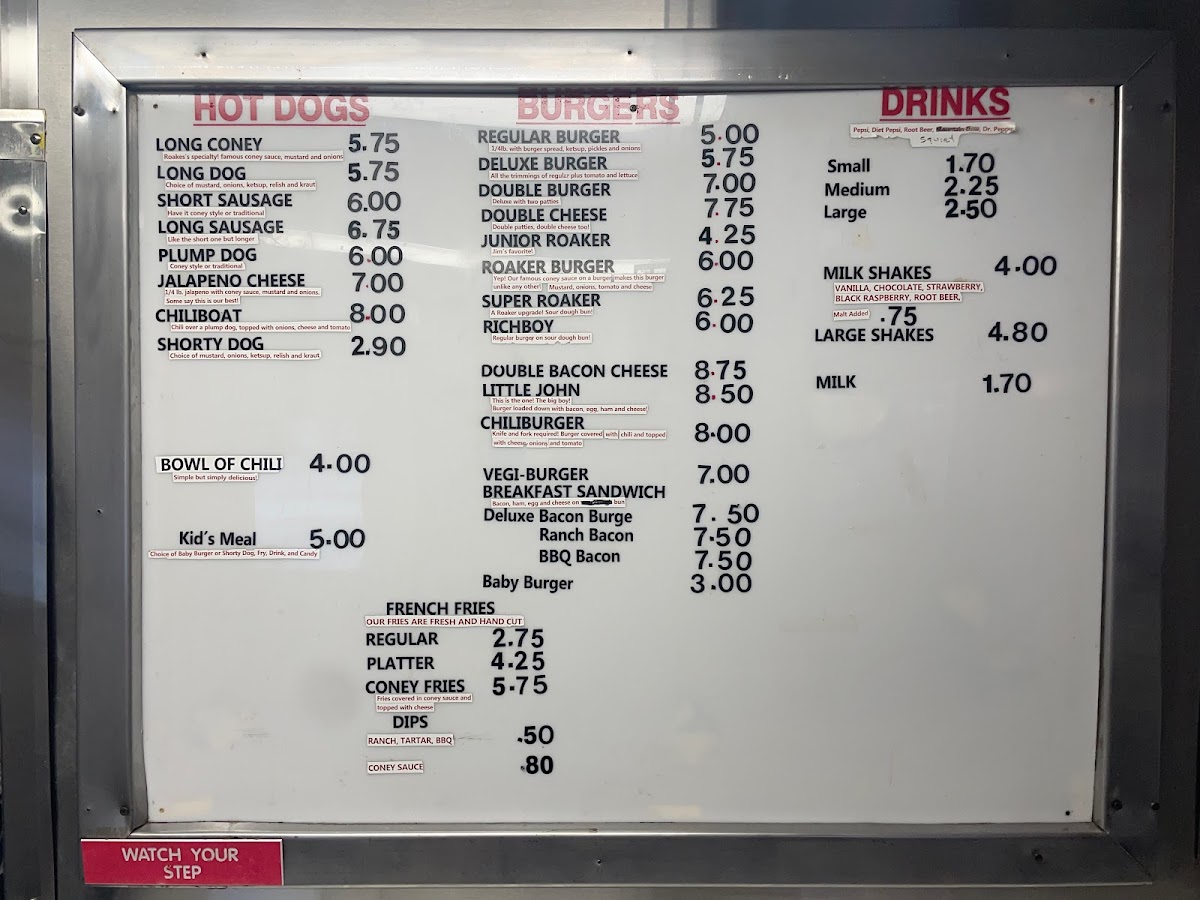 HOT DOGS
LONG CONEY 5.75
Roakes's specialty! famous coney sauce, mustard and onions
LONG DOG 5.75
Choice of mustard, onions, ketsup, relish and kraut
SHORT SAUSAGE 6.00
Have it coney style or traditional
LONG SAUSAGE 6.75
Like the short one but longer
PLUMP DOG 6.00
Coney style or traditional
JALAPENO CHEESE 7.00
1/4 lb. jalapeno with coney sauce, mustard and onions.
Some say this is our best!
CHILIBOAT 8.00
Chili over a plump dog, topped with onions, cheese and tomato
SHORTY DOG 2.90
Choice of mustard, onions, ketsup, relish and kraut
BOWL OF CHILI 4.00
Simple but simply delicious!
Kid's Meal 5.00
Choice of Baby Burger or Shorty Dog, Fry, Drink, and Candy
BURGERS
REGULAR BURGER 5.00
1/4lb. with burger spread, ketsup, pickles and onions
DELUXE BURGER 5.75
All the trimmings of regular plus tomato and lettuce
DOUBLE BURGER 7.00
Deluxe with two patties
DOUBLE CHEESE 7.75
Double patties, double cheese too!
JUNIOR ROAKER 4.25
Jim's favorite!
ROAKER BURGER 6.00
Yep! Our famous coney sauce on a burger makes this burger
unlike any other! Mustard, onions, tomato and cheese
SUPER ROAKER 6.25
A Roaker upgrade! Sour dough bun!
RICHBOY 6.00
Regular burger on sour dough bun!
DOUBLE BACON CHEESE 8.75
LITTLE JOHN 8.50
This is the one! The big boy!
Burger loaded down with bacon, egg, ham and cheese!
CHILIBURGER 8.00
Knife and fork required! Burger covered with chili and topped
with cheese, onions and tomato
VEGI-BURGER 7.00
BREAKFAST SANDWICH
Bacon, ham, egg and cheese on bun
Deluxe Bacon Burge 7.50
Ranch Bacon 7.50
BBQ Bacon 7.50
Baby Burger 3.00
FRENCH FRIES
OUR FRIES ARE FRESH AND HAND CUT
REGULAR 2.75
PLATTER 4.25
CONEY FRIES 5.75
Fries covered in coney sauce and
topped with cheese
DIPS
RANCH, TARTAR, BBQ .50
CONEY SAUCE .80
DRINKS
Pepsi, Diet Pepsi, Root Beer, Dr. Pepper
Small 1.70
Medium 2.25
Large 2.50
MILK SHAKES 4.00
VANILLA, CHOCOLATE, STRAWBERRY,
BLACK RASPBERRY, ROOT BEER,
Malt Added .75
LARGE SHAKES 4.80
MILK 1.70
WATCH YOUR
STEP